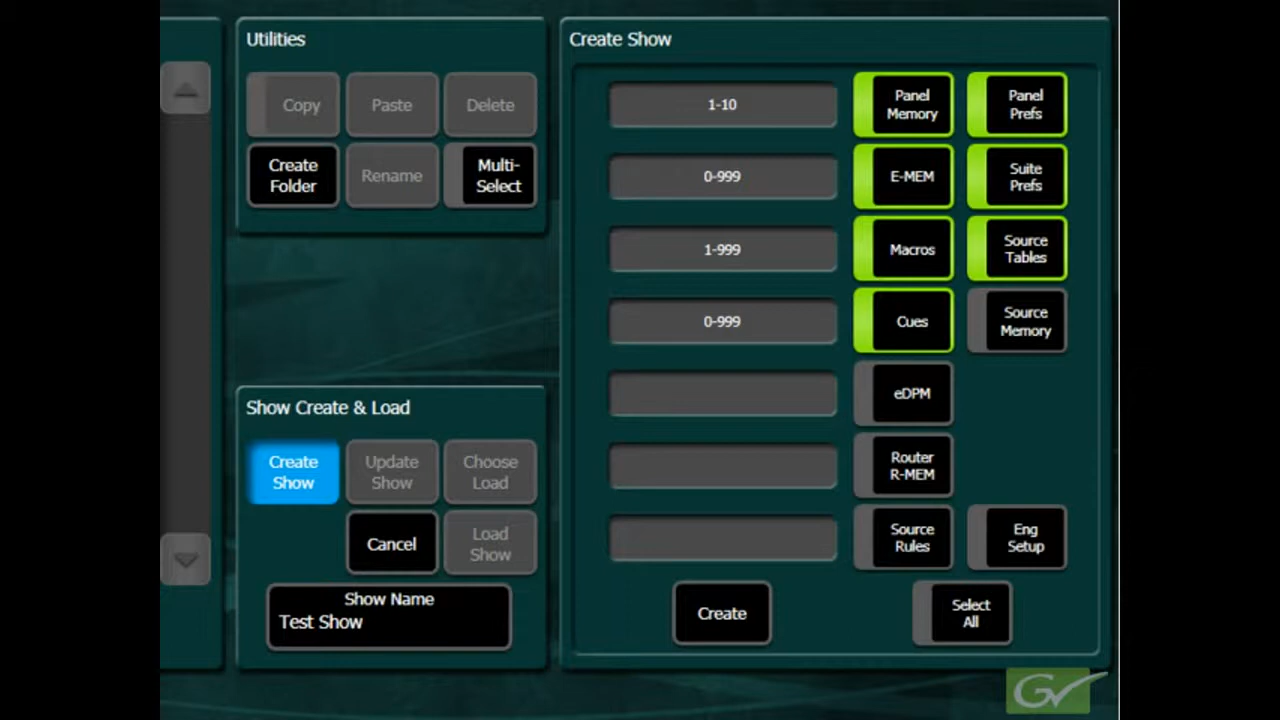 Utilities
Copy
Paste
Delete
Create
Folder
Rename
Multi-
Select
Show Create & Load
Create
Show
Update
Show
Choose
Load
Cancel
Load
Show
Show Name
Test Show
Create Show
1-10
Panel
Memory
Panel
Prefs
0-999
E-MEM
Suite
Prefs
1-999
Macros
Source
Tables
0-999
Cues
Source
Memory
eDPM
Router
R-MEM
Source
Rules
Eng
Setup
Create
Select
All
GV